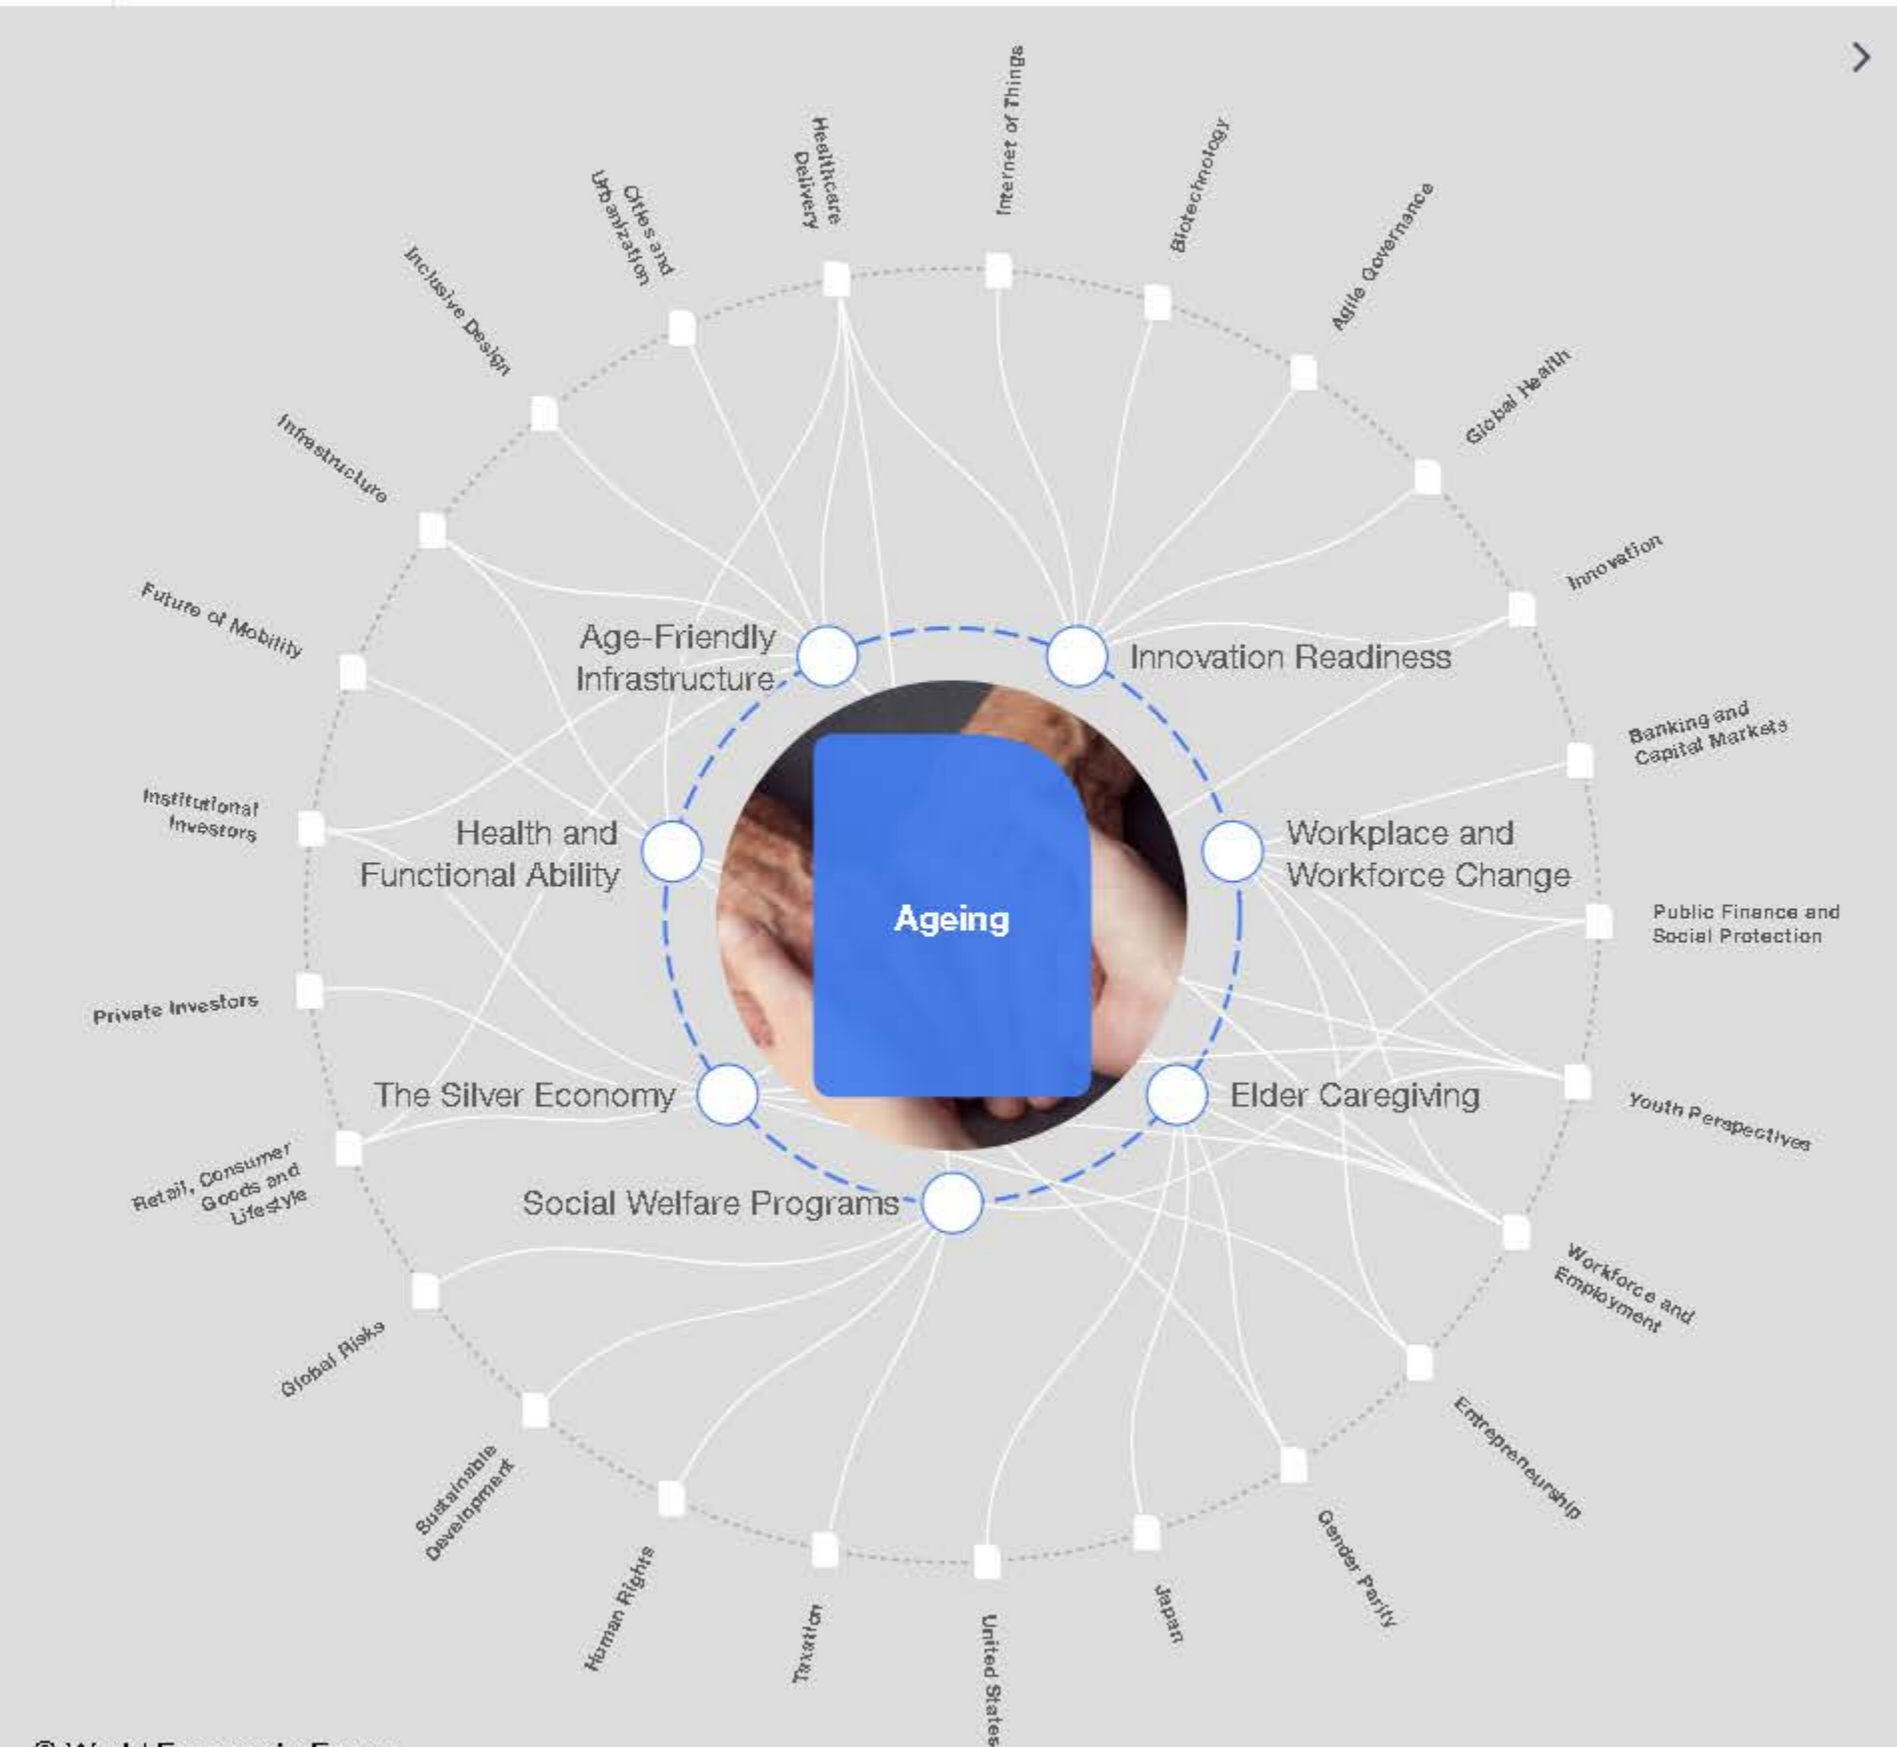 Internet of Things
Healthcare
Delivery
Biotechnology
Cities and
Urbanization
Agile Governance
Inclusive Design
Global Health
Infrastructure
Innovation
Future of Mobility
Age-Friendly
Infrastructure
Innovation Readiness
Banking and
Capital Markets
Institutional
Investors
Health and
Functional Ability
Workplace and
Workforce Change
Ageing
Public Finance and
Social Protection
Private Investors
The Silver Economy
Elder Caregiving
Youth Perspectives
Retail, Consumer
Goods and
Lifestyle
Social Welfare Programs
Workforce and
Employment
Global Risks
Entrepreneurship
Sustainable
Development
Gender Parity
Human Rights
Taxation
Japan
United States